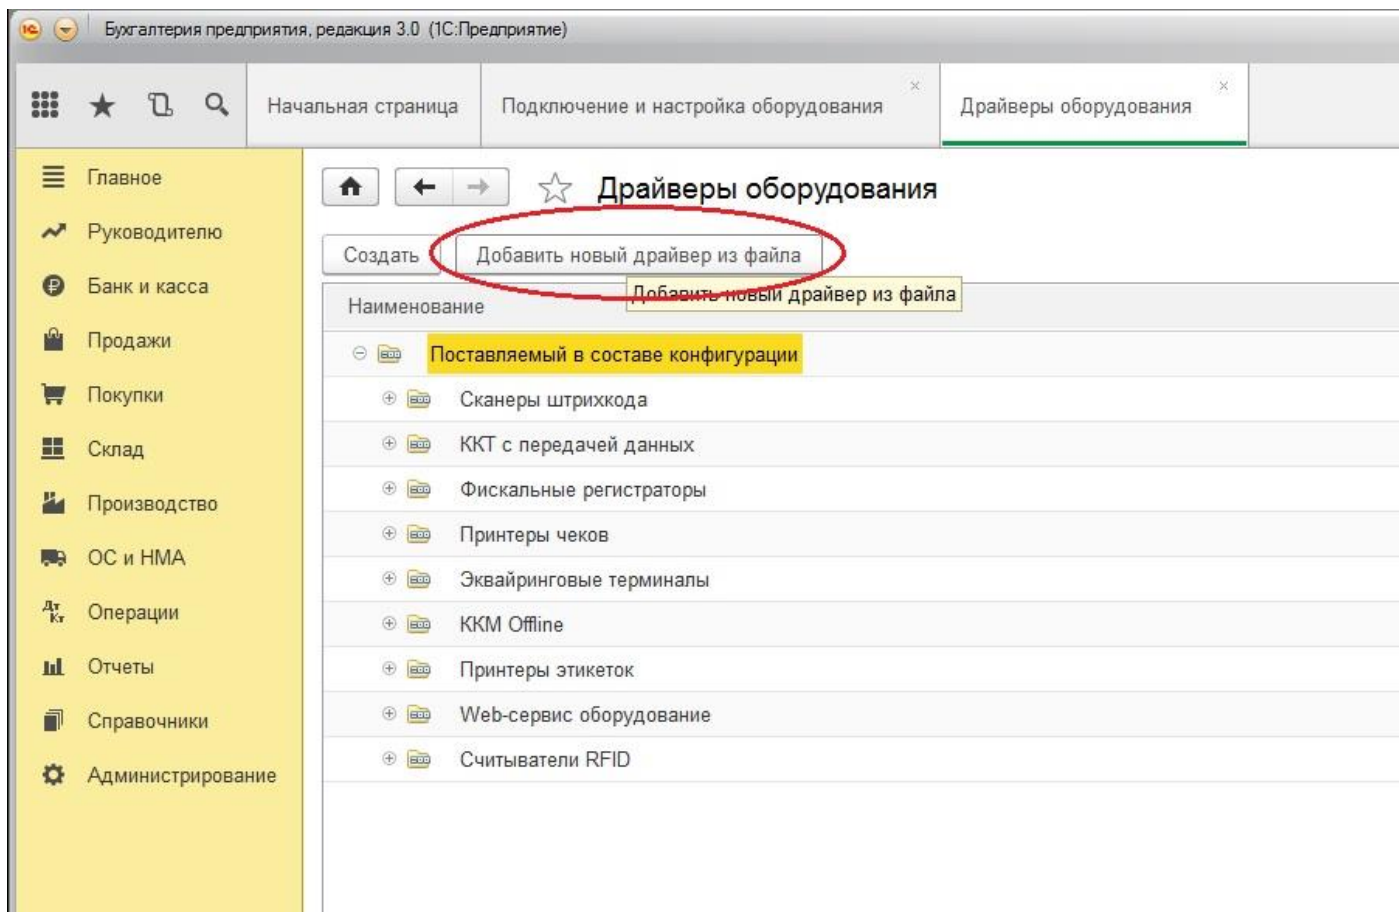 Бухгалтерия предприятия, редакция 3.0 (1С:Предприятие)
Начальная страница
Подключение и настройка оборудования
Драйверы оборудования
Главное
Руководителю
Банк и касса
Продажи
Покупки
Склад
Производство
ОС и НМА
Операции
Отчеты
Справочники
Администрирование
Драйверы оборудования
Создать
Добавить новый драйвер из файла
Добавить новый драйвер из файла
Наименование
Поставляемый в составе конфигурации
Сканеры штрихкода
ККТ с передачей данных
Фискальные регистраторы
Принтеры чеков
Эквайринговые терминалы
ККМ Offline
Принтеры этикеток
Web-сервис оборудование
Считыватели RFID